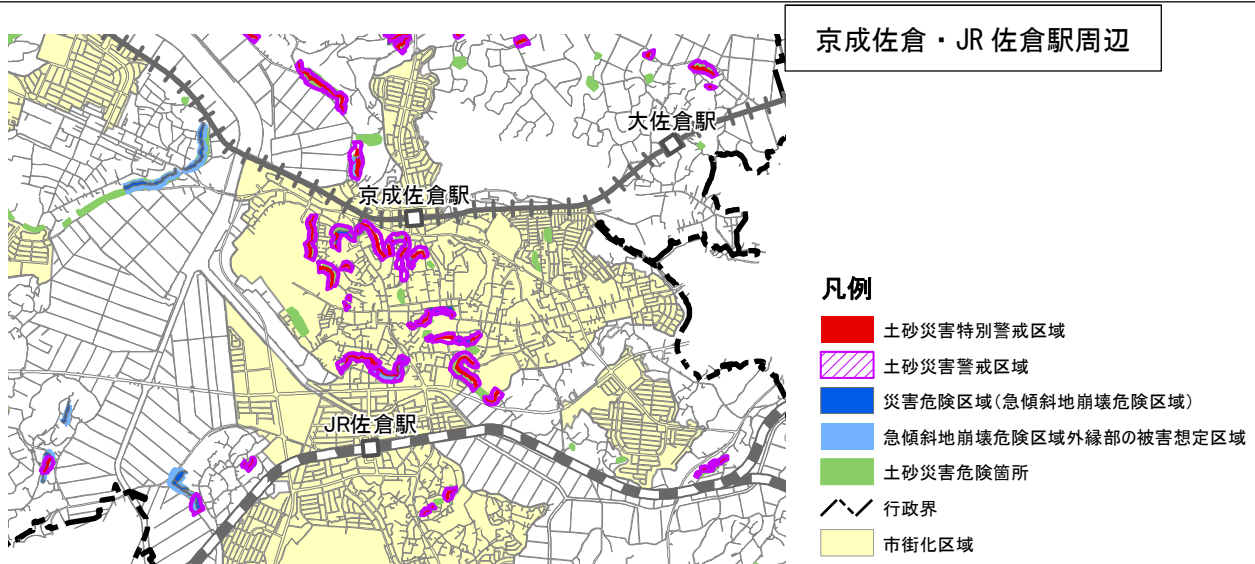 京成佐倉・JR 佐倉駅周辺
大佐倉駅
京成佐倉駅
JR佐倉駅
凡例
土砂災害特別警戒区域
土砂災害警戒区域
災害危険区域（急傾斜地崩壊危険区域）
急傾斜地崩壊危険区域外縁部の被害想定区域
土砂災害危険箇所
行政界
市街化区域